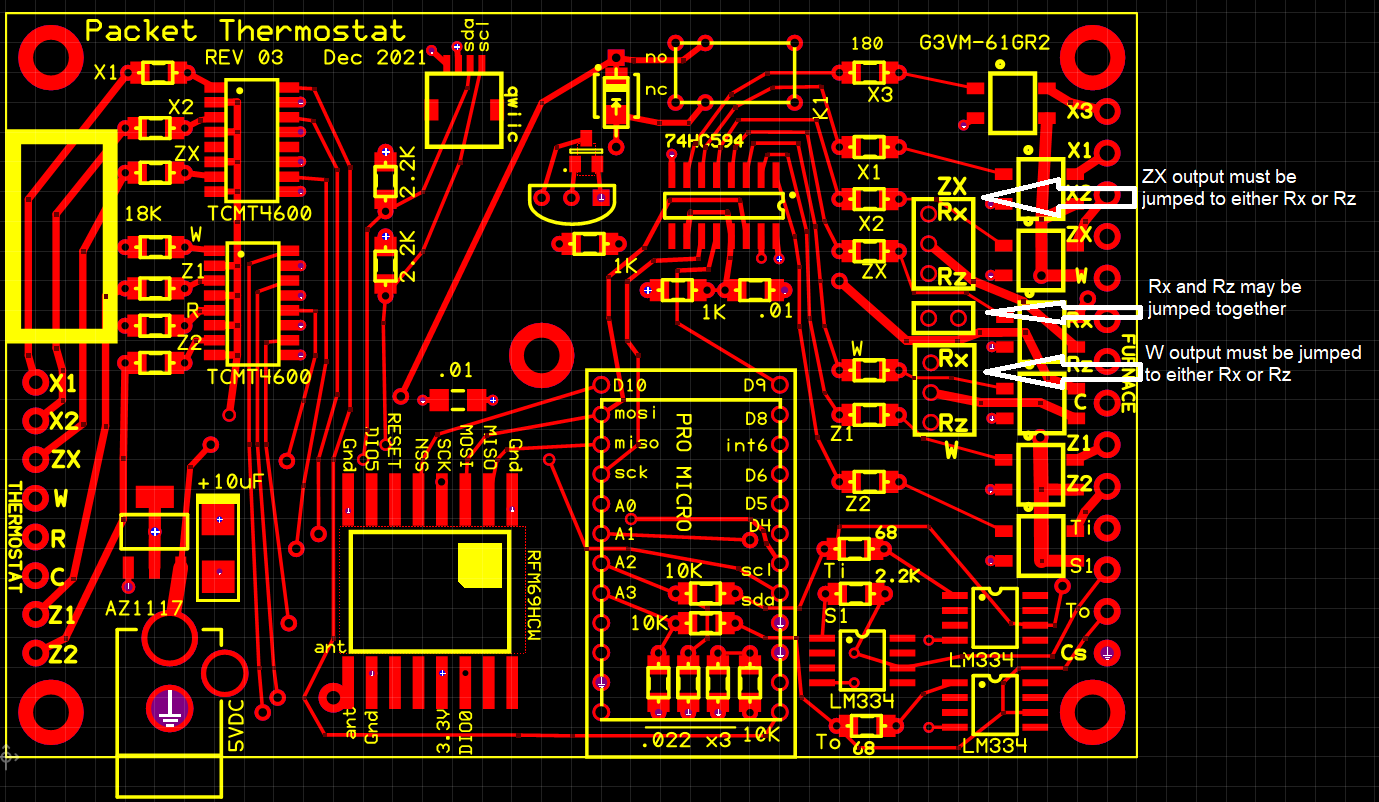 Packet Thermostat
REV 03 Dec 2021
sda
scl
qwiic
no
nc
K1
180
G3VM-61GR2
X1
X2
ZX
TCMT4600
18K
W
Z1
R
Z2
TCMT4600
2.2K
2.2K
74HC594
1K
1K
.01
X3
X1
X2
ZX
ZX
Rx
Rz
W
Rx
Rz
W
Z1
Z2
X3
X1
X2
ZX
W
Rx
Rz
C
Z1
Z2
Ti
S1
To
Cs
FURNACE
ZX output must be
jumped to either Rx or Rz
Rx and Rz may be
jumped together
W output must be jumped
to either Rx or Rz
X1
X2
ZX
W
R
C
Z1
Z2
THERMOSTAT
+10uF
AZ1117
5VDC
.01
Gnd
DIO5
RESET
NSS
SCK
MOSI
MISO
Gnd
RFM69HCW
ant
ant
Gnd
3.3V
DIO0
D10
mosi
miso
sck
A0
A1
A2
A3
PRO MICRO
D9
D8
int6
D6
D5
D4
scl
sda
10K
10K
.022 x3
10K
68
Ti
2.2K
S1
LM334
LM334
LM334
To
68